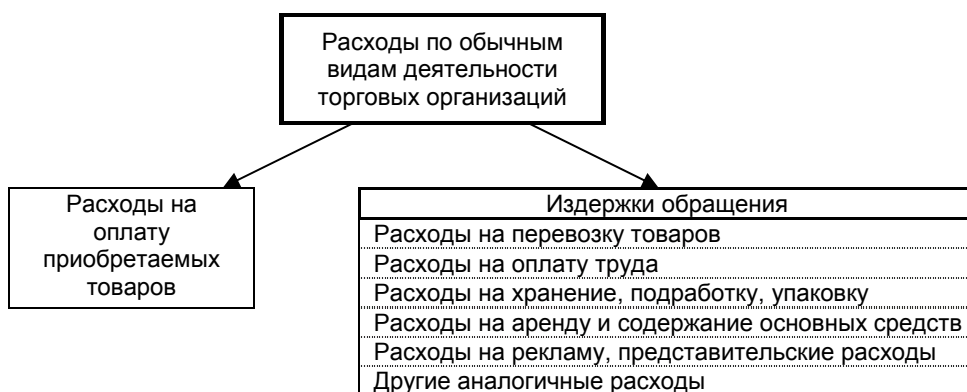 Расходы по обычным
видам деятельности
торговых организаций
Расходы на
оплату
приобретаемых
товаров
Издержки обращения
Расходы на перевозку товаров
Расходы на оплату труда
Расходы на хранение, подработку, упаковку
Расходы на аренду и содержание основных средств
Расходы на рекламу, представительские расходы
Другие аналогичные расходы